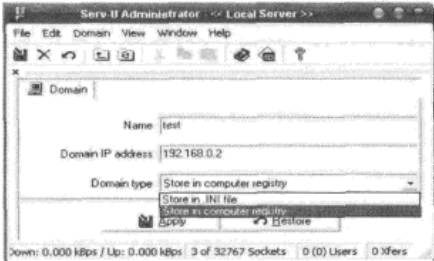 Serv-U Administrator - << Local Server >>
File Edit Domain View Window Help
Domain
Name test
Domain IP address 192.168.0.2
Domain type Store in computer registry
Store in .INI file
Store in computer registry
Apply Restore
Down: 0.000 kBps / Up: 0.000 kBps 3 of 32767 Sockets 0 (0) Users 0 Xfers